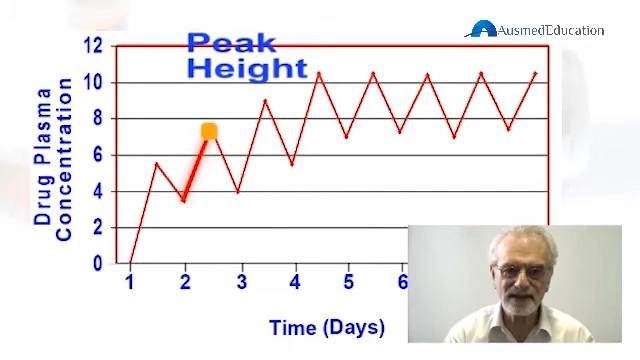 AusmedEducation
Peak
Height
Drug Plasma
Concentration
12
10
8
6
4
2
0
1 2 3 4 5 6
Time (Days)